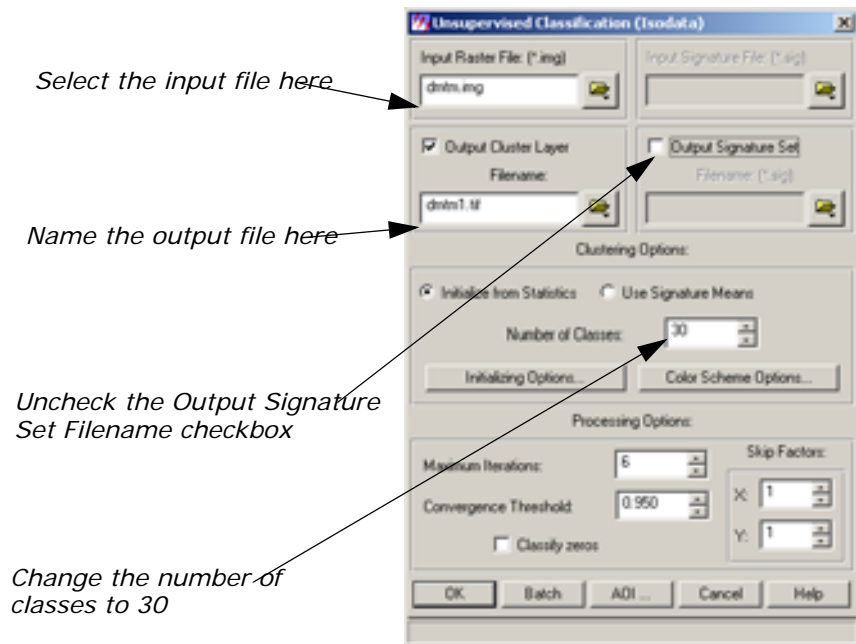 Unsupervised Classification (Isodata)
Input Raster File: (*.img)
Input Signature File: (*.sig)
Select the input file here
dmtm.img
Output Cluster Layer
Output Signature Set
Filename:
Filename: (*.sig)
dmtm1.tif
Name the output file here
Clustering Options:
Initialize from Statistics
Use Signature Means
Number of Classes:
30
Initializing Options...
Color Scheme Options...
Uncheck the Output Signature
Set Filename checkbox
Processing Options:
Maximum Iterations:
6
Skip Factors:
Convergence Threshold:
0.950
X:
1
Y:
1
Classify zeros
Change the number of
classes to 30
OK
Batch
AOI ...
Cancel
Help